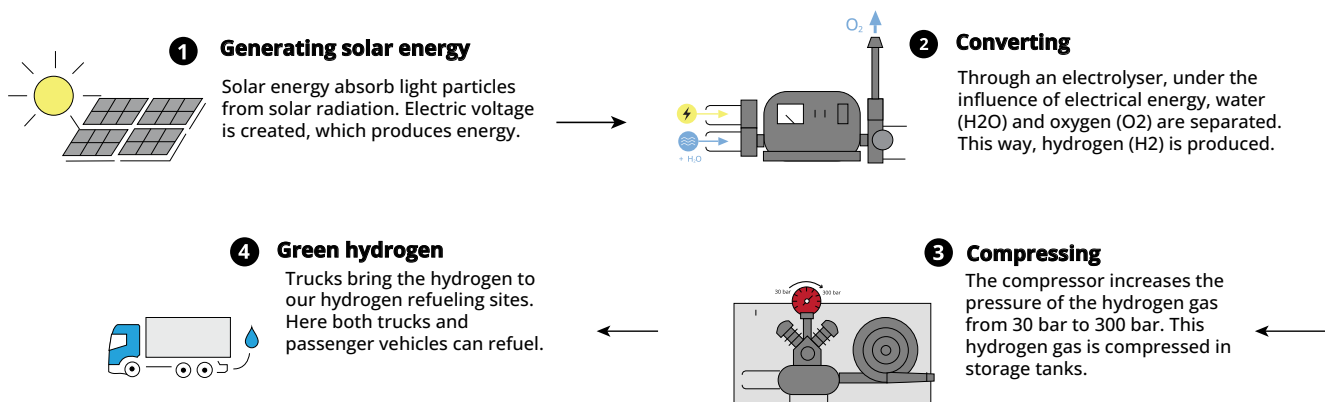 1 Generating solar energy
Solar energy absorb light particles
from solar radiation. Electric voltage
is created, which produces energy.
O₂
+ H₂O
2 Converting
Through an electrolyser, under the
influence of electrical energy, water
(H2O) and oxygen (O2) are separated.
This way, hydrogen (H2) is produced.
3 Compressing
The compressor increases the
pressure of the hydrogen gas
from 30 bar to 300 bar. This
hydrogen gas is compressed in
storage tanks.
30 bar
300 bar
4 Green hydrogen
Trucks bring the hydrogen to
our hydrogen refueling sites.
Here both trucks and
passenger vehicles can refuel.